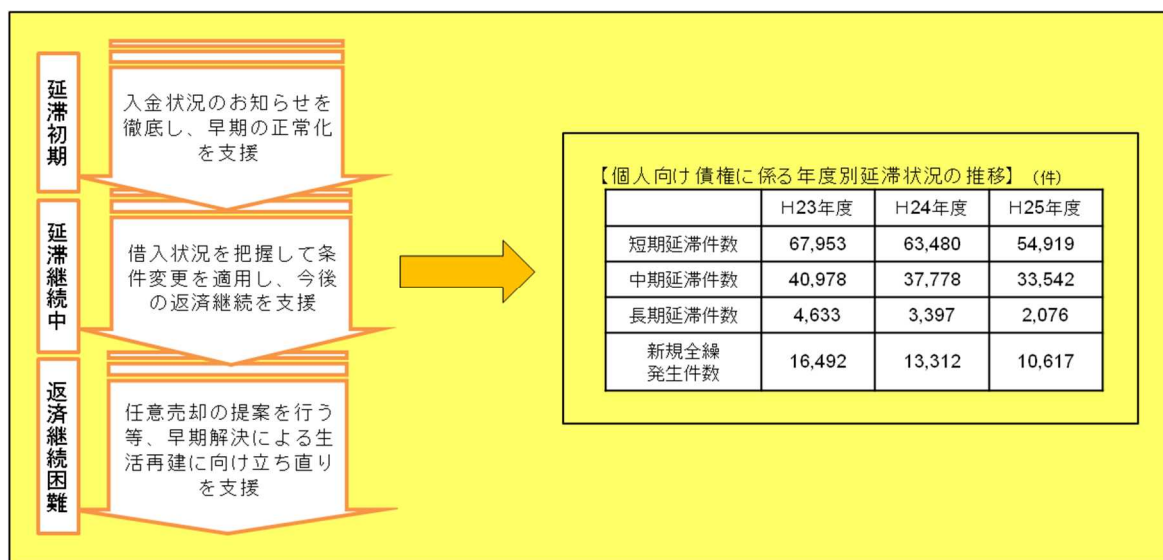 延滞初期
入金状況のお知らせを
徹底し、早期の正常化
を支援
延滞継続中
借入状況を把握して条
件変更を適用し、今後
の返済継続を支援
返済継続困難
任意売却の提案を行う
等、早期解決による生
活再建に向け立ち直り
を支援
【個人向け債権に係る年度別延滞状況の推移】 (件)
H23年度 H24年度 H25年度
短期延滞件数 67,953 63,480 54,919
中期延滞件数 40,978 37,778 33,542
長期延滞件数 4,633 3,397 2,076
新規全繰
発生件数 16,492 13,312 10,617